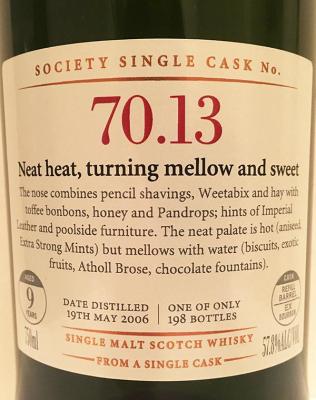 SOCIETY SINGLE CASK No.
70.13
Neat heat, turning mellow and sweet
The nose combines pencil shavings, Weetabix and hay with
toffee bonbons, honey and Pandrops; hints of Imperial
Leather and poolside furniture. The neat palate is hot (aniseed,
Extra Strong Mints) but mellows with water (biscuits, exotic
fruits, Atholl Brose, chocolate fountains).
AGED
9
YEARS
DATE DISTILLED
19TH MAY 2006
ONE OF ONLY
198 BOTTLES
CASK
REFILL
BARREL
EX
BOURBON
750ml
SINGLE MALT SCOTCH WHISKY
57.8%ALC/VOL
FROM A SINGLE CASK